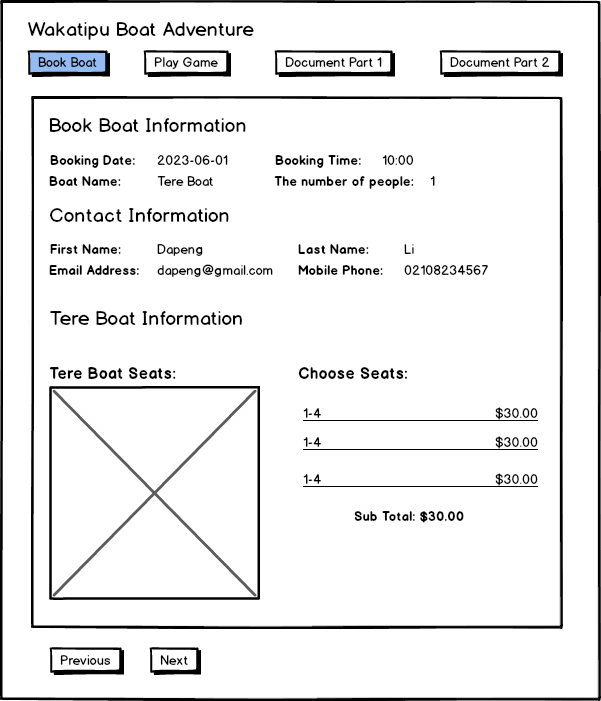 Wakatipu Boat Adventure
Book Boat Play Game Document Part 1 Document Part 2
Book Boat Information
Booking Date: 2023-06-01 Booking Time: 10:00
Boat Name: Tere Boat The number of people: 1
Contact Information
First Name: Dapeng Last Name: Li
Email Address: dapeng@gmail.com Mobile Phone: 02108234567
Tere Boat Information
Tere Boat Seats: Choose Seats:
1-4 $30.00
1-4 $30.00
1-4 $30.00
Sub Total: $30.00
Previous Next